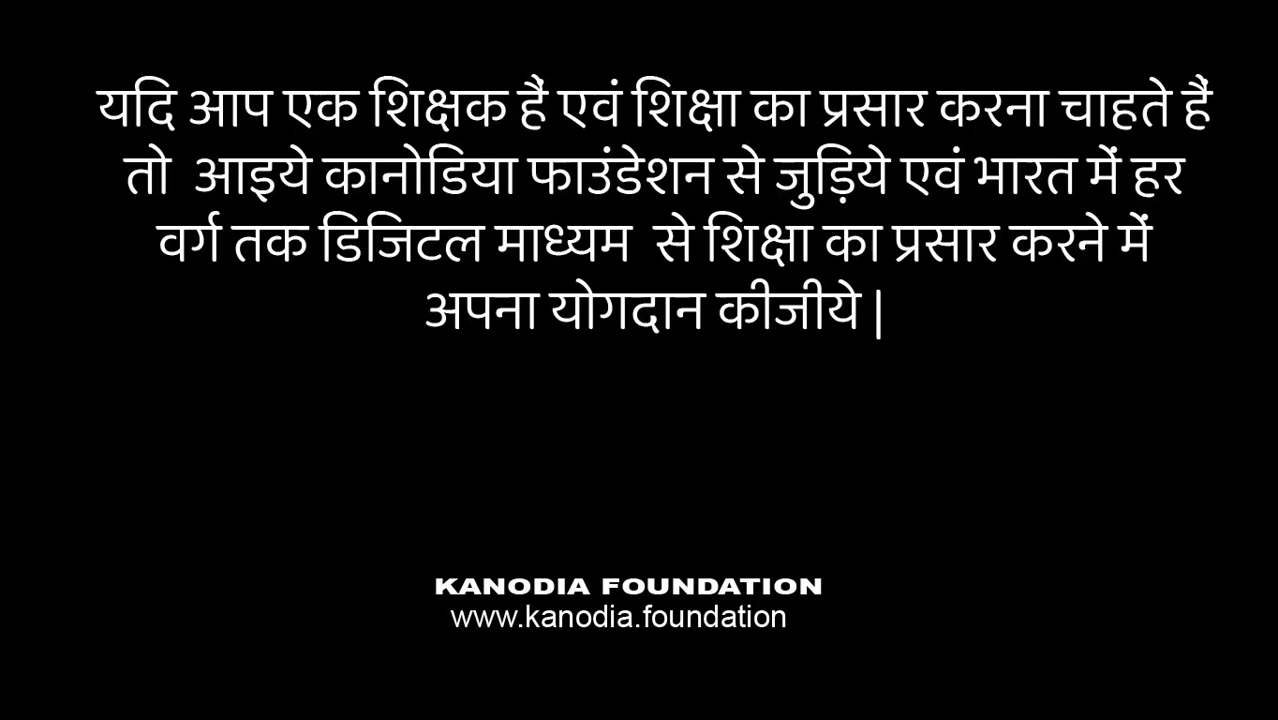 यदि आप एक शिक्षक हैं एवं शिक्षा का प्रसार करना चाहते हैं
तो आइये कानोडिया फाउंडेशन से जुड़िये एवं भारत में हर
वर्ग तक डिजिटल माध्यम से शिक्षा का प्रसार करने में
अपना योगदान कीजीये |
KANODIA FOUNDATION
www.kanodia.foundation